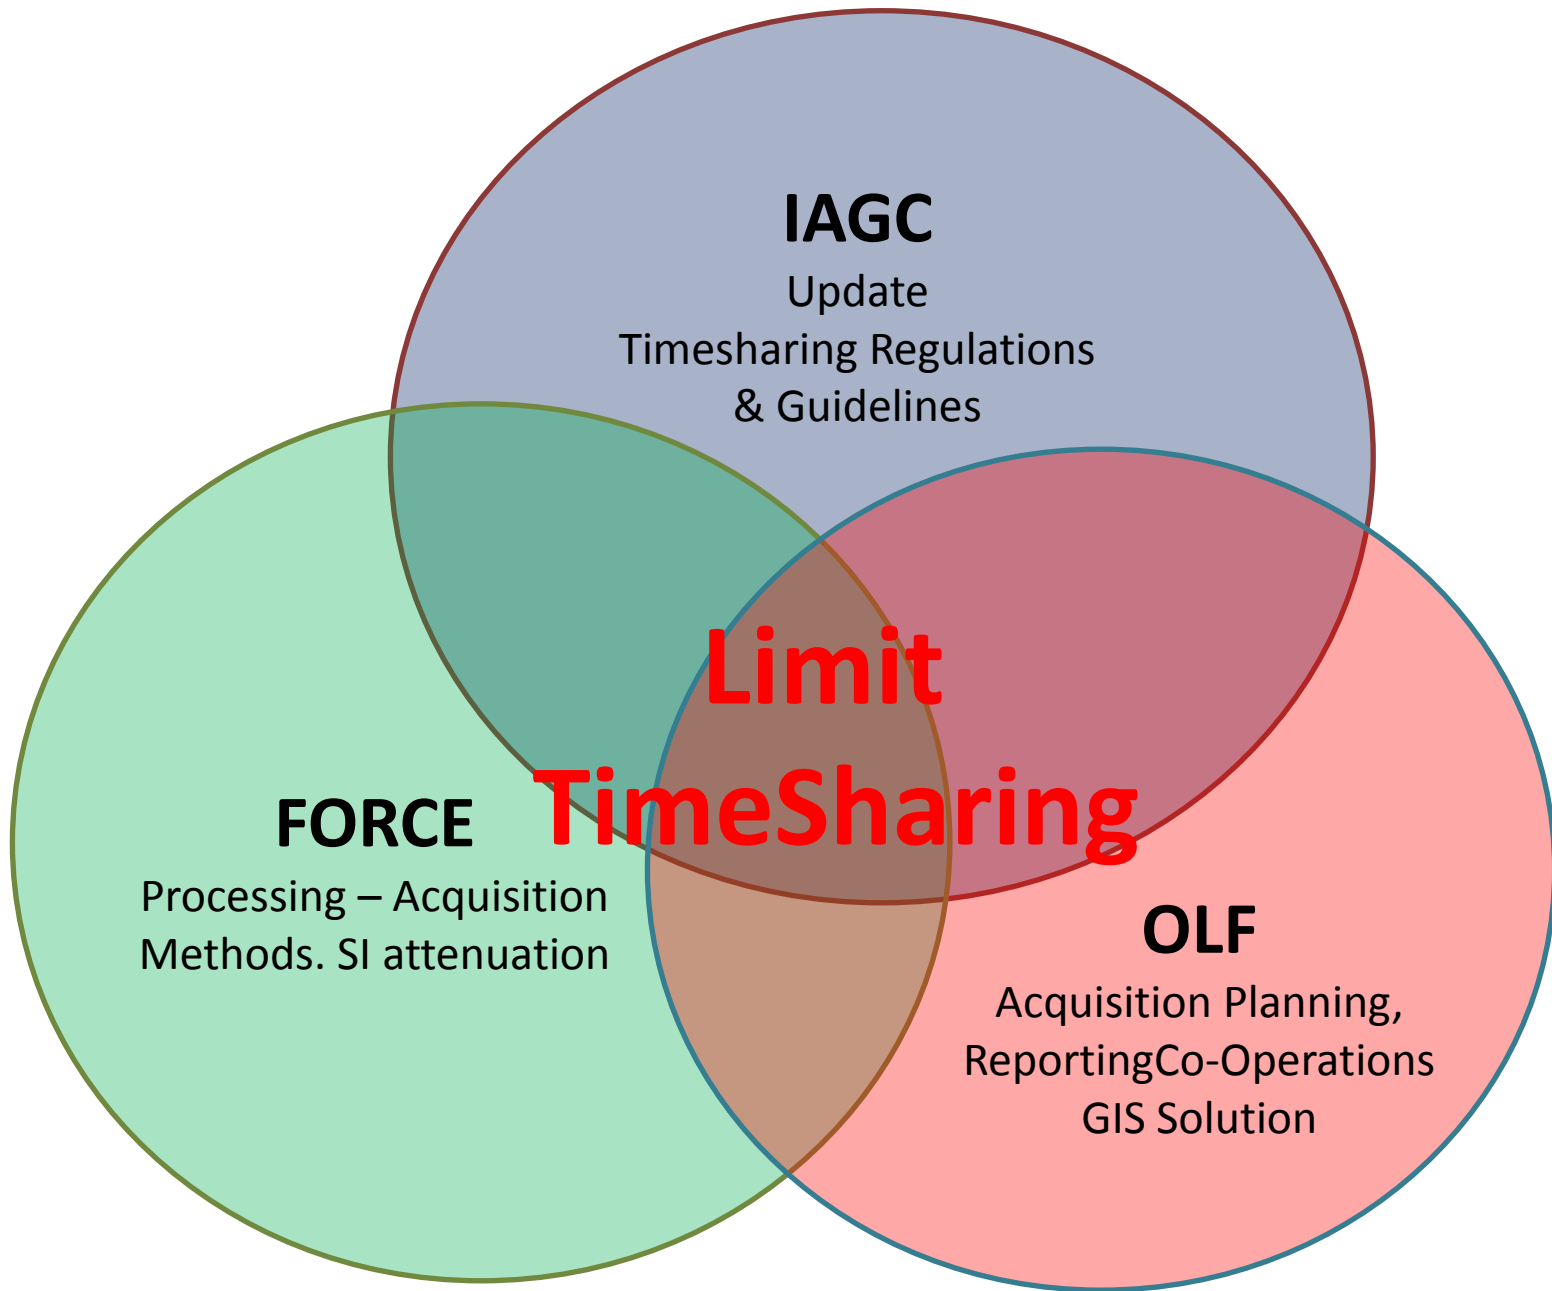 IAGC
Update
Timesharing Regulations
& Guidelines
Limit
TimeSharing
FORCE
Processing – Acquisition
Methods. SI attenuation
OLF
Acquisition Planning,
ReportingCo-Operations
GIS Solution